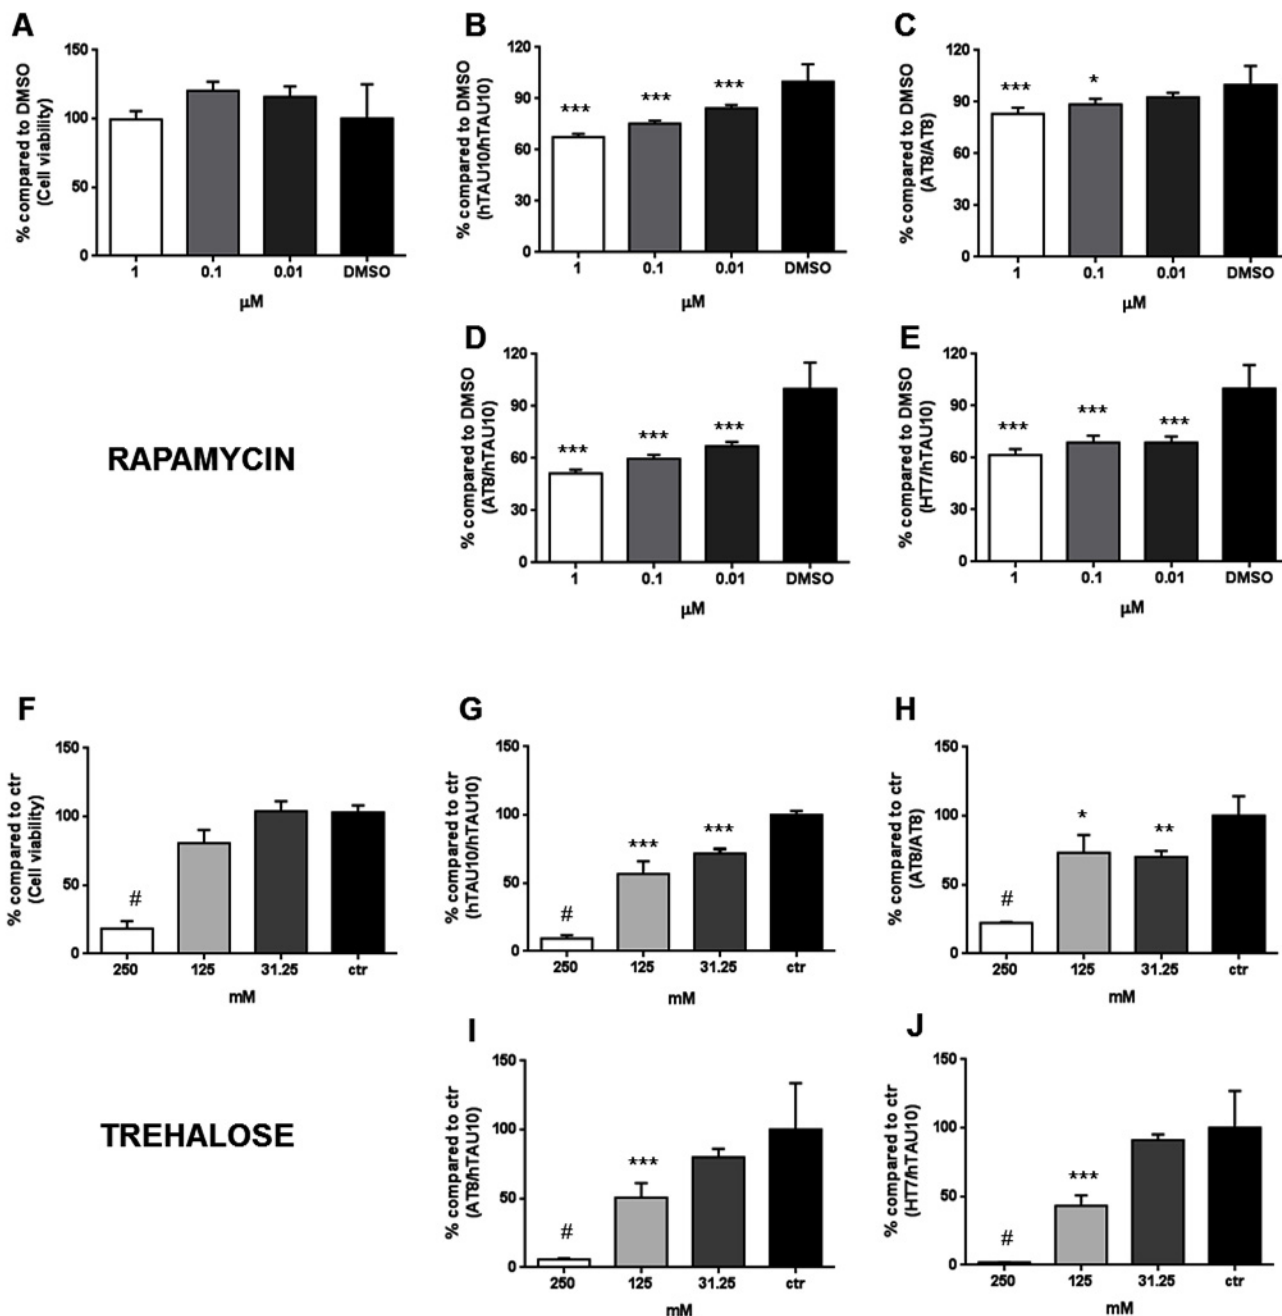 A
% compared to DMSO
(Cell viability)
150
100
50
0
1 0.1 0.01 DMSO
μM
B
% compared to DMSO
(hTAU10/hTAU10)
120
90
60
30
0
*** *** ***
1 0.1 0.01 DMSO
μM
C
% compared to DMSO
(AT8/AT8)
120
90
60
30
0
*** *
1 0.1 0.01 DMSO
μM
RAPAMYCIN
D
% compared to DMSO
(AT8/hTAU10)
120
90
60
30
0
*** *** ***
1 0.1 0.01 DMSO
μM
E
% compared to DMSO
(HT7/hTAU10)
120
90
60
30
0
*** *** ***
1 0.1 0.01 DMSO
μM
F
% compared to ctr
(Cell viability)
150
100
50
0
#
250 125 31.25 ctr
mM
G
% compared to ctr
(hTAU10/hTAU10)
150
100
50
0
# *** ***
250 125 31.25 ctr
mM
H
% compared to ctr
(AT8/AT8)
150
100
50
0
# * **
250 125 31.25 ctr
mM
TREHALOSE
I
% compared to ctr
(AT8/hTAU10)
150
100
50
0
# ***
250 125 31.25 ctr
mM
J
% compared to ctr
(HT7/hTAU10)
150
100
50
0
# ***
250 125 31.25 ctr
mM